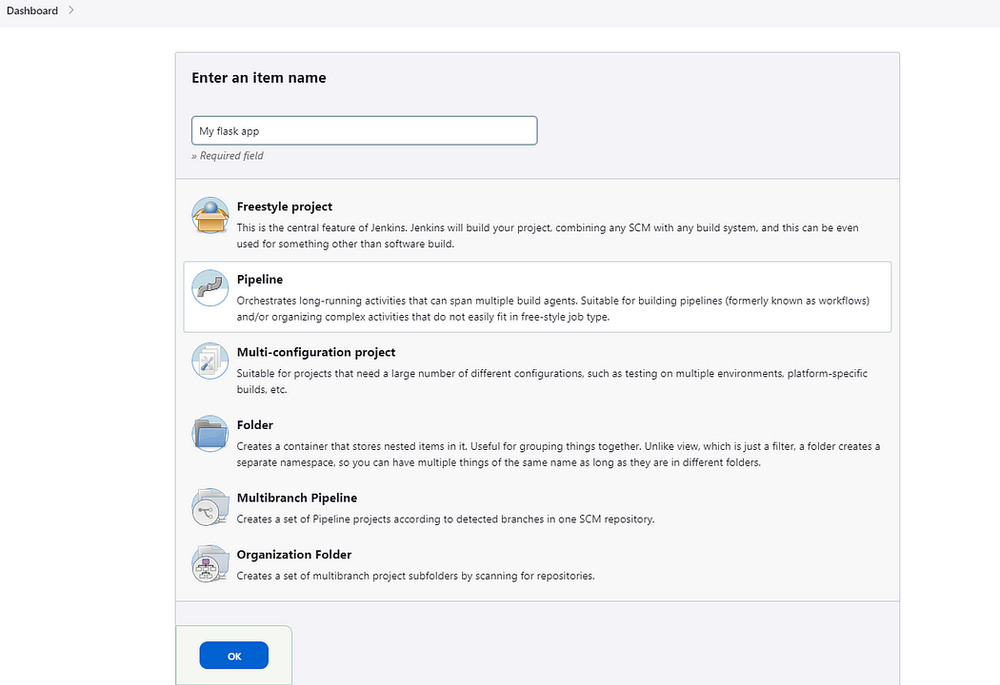 Dashboard
Enter an item name
My flask app
» Required field
Freestyle project
This is the central feature of Jenkins. Jenkins will build your project, combining any SCM with any build system, and this can be even
used for something other than software build.
Pipeline
Orchestrates long-running activities that can span multiple build agents. Suitable for building pipelines (formerly known as workflows)
and/or organizing complex activities that do not easily fit in free-style job type.
Multi-configuration project
Suitable for projects that need a large number of different configurations, such as testing on multiple environments, platform-specific
builds, etc.
Folder
Creates a container that stores nested items in it. Useful for grouping things together. Unlike view, which is just a filter, a folder creates a
separate namespace, so you can have multiple things of the same name as long as they are in different folders.
Multibranch Pipeline
Creates a set of Pipeline projects according to detected branches in one SCM repository.
Organization Folder
Creates a set of multibranch project subfolders by scanning for repositories.
OK